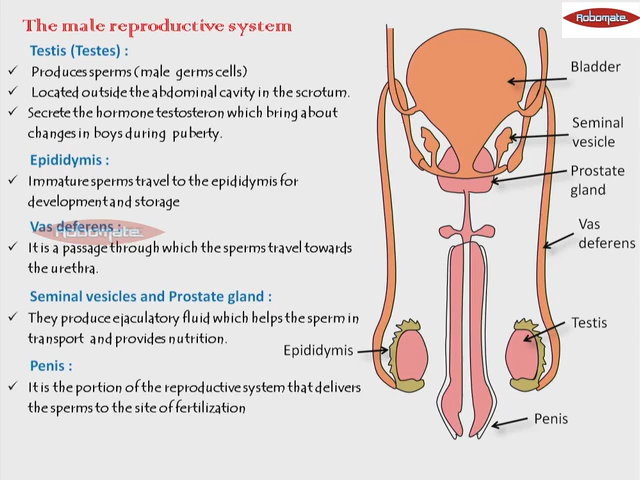 The male reproductive system
Robomate
Testis (Testes) :
✓ Produces sperms (male germs cells)
✓ Located outside the abdominal cavity in the scrotum.
✓ Secrete the hormone testosteron which bring about
changes in boys during puberty.
Epididymis :
✓ Immature sperms travel to the epididymis for
development and storage
Vas deferens :
Robomate
✓ It is a passage through which the sperms travel towards
the urethra.
Seminal vesicles and Prostate gland :
✓ They produce ejaculatory fluid which helps the sperm in
transport and provides nutrition.
Penis :
✓ It is the portion of the reproductive system that delivers
the sperms to the site of fertilization
Bladder
Seminal
vesicle
Prostate
gland
Vas
deferens
Testis
Epididymis
Penis